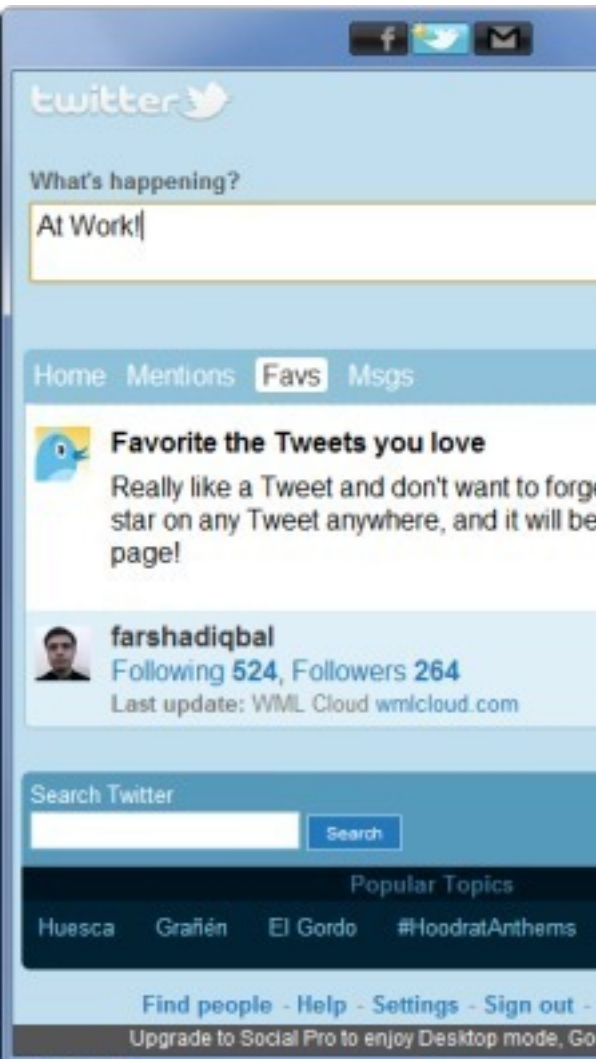 f
twitter
What's happening?
At Work!
Home Mentions Favs Msgs
Favorite the Tweets you love
Really like a Tweet and don't want to forge
star on any Tweet anywhere, and it will be
page!
farshadiqbal
Following 524, Followers 264
Last update: WML Cloud wmlcloud.com
Search Twitter
Search
Popular Topics
Huesca Grañén El Gordo #HoodratAnthems
Find people - Help - Settings - Sign out -
Upgrade to Social Pro to enjoy Desktop mode, Go